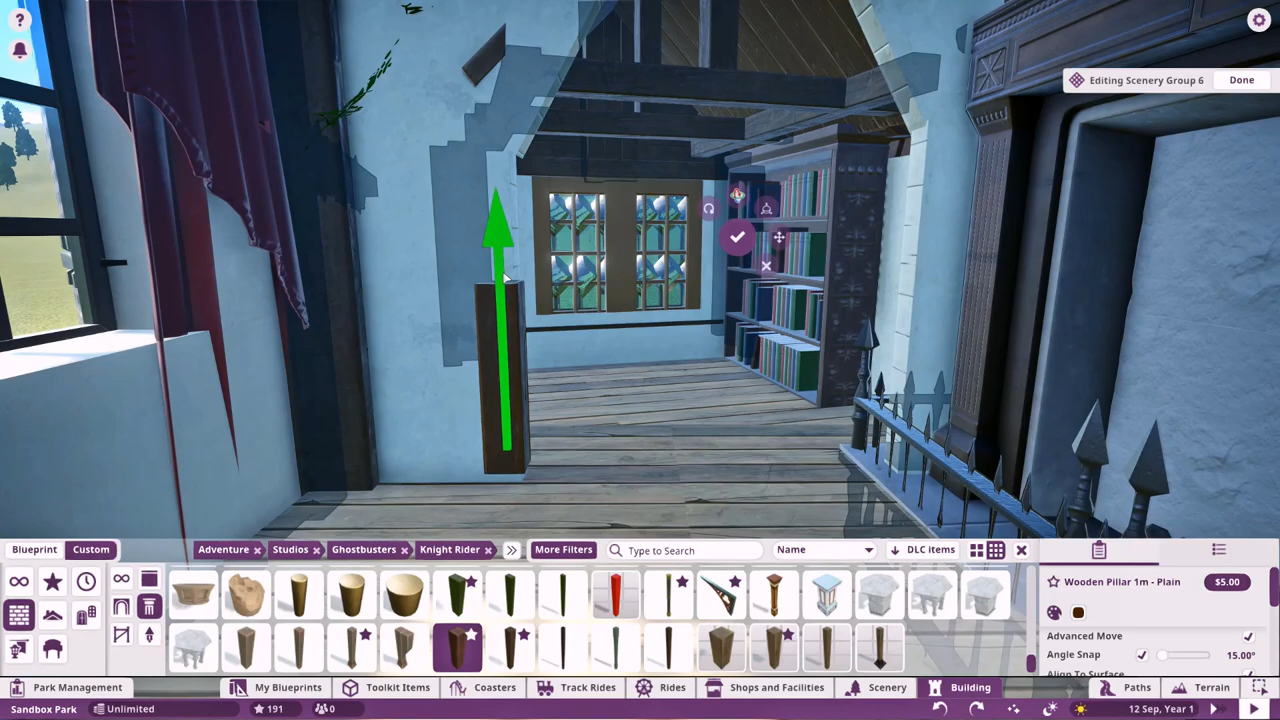 ?
Editing Scenery Group 6 Done
Blueprint Custom Adventure Studios Ghostbusters Knight Rider More Filters Type to Search Name DLC Items
Wooden Pillar 1m - Plain $5.00
Advanced Move
Angle Snap 15.00°
Align To Surface
Park Management My Blueprints Toolkit Items Coasters Track Rides Rides Shops and Facilities Scenery Building Paths Terrain
Sandbox Park Unlimited 191 0 12 Sep, Year 1